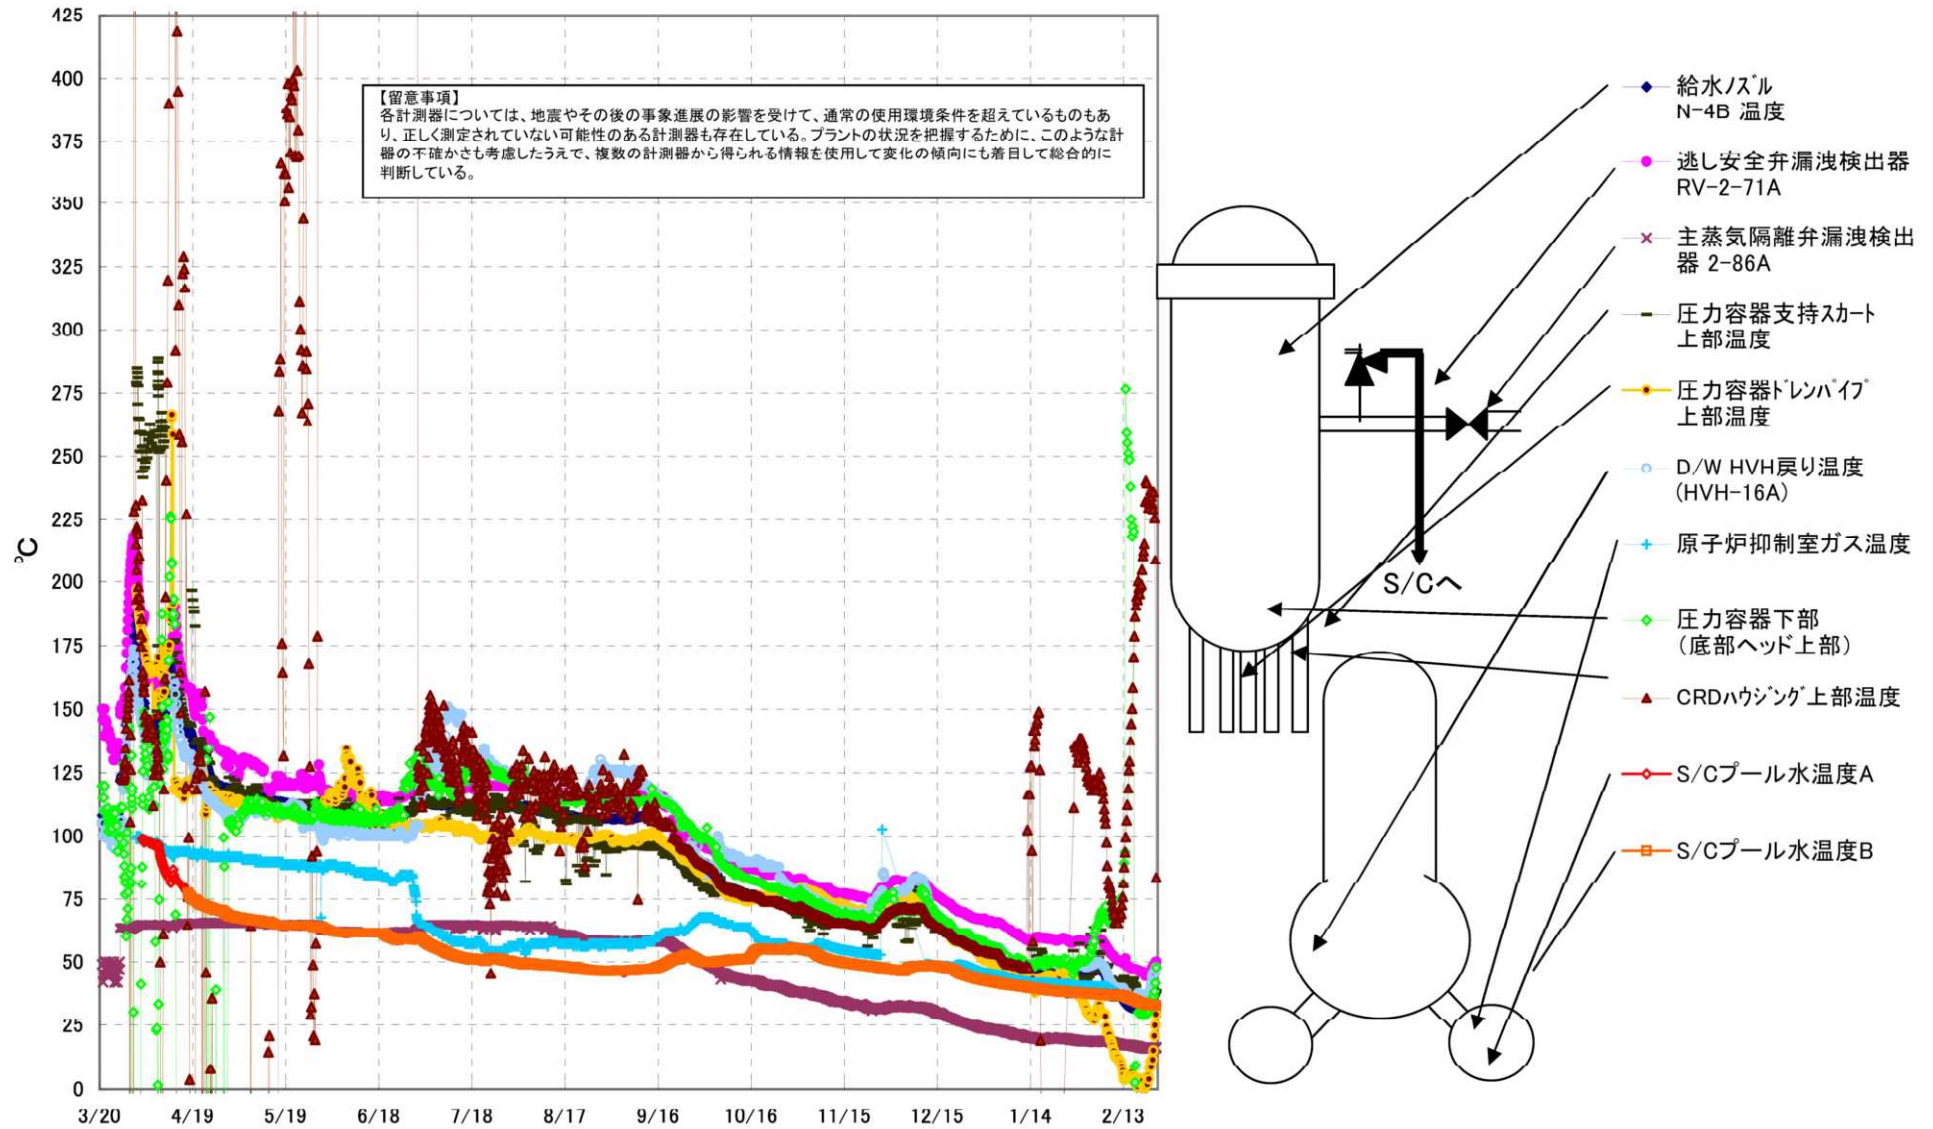 425
400
375
350
325
300
275
250
225
200
175
150
125
100
75
50
25
0
℃
3/20 4/19 5/19 6/18 7/18 8/17 9/16 10/16 11/15 12/15 1/14 2/13
【留意事項】
各計測器については、地震やその後の事象進展の影響を受けて、通常の使用環境条件を超えているものもあ
り、正しく測定されていない可能性のある計測器も存在している。プラントの状況を把握するために、このような計
器の不確かさも考慮したうえで、複数の計測器から得られる情報を使用して変化の傾向にも着目して総合的に
判断している。
S/Cへ
給水ノズル
N-4B 温度
逃し安全弁漏洩検出器
RV-2-71A
主蒸気隔離弁漏洩検出
器 2-86A
圧力容器支持スカート
上部温度
圧力容器ドレンパイプ
上部温度
D/W HVH戻り温度
(HVH-16A)
原子炉抑制室ガス温度
圧力容器下部
（底部ヘッド上部）
CRDハウジング上部温度
S/Cプール水温度A
S/Cプール水温度B